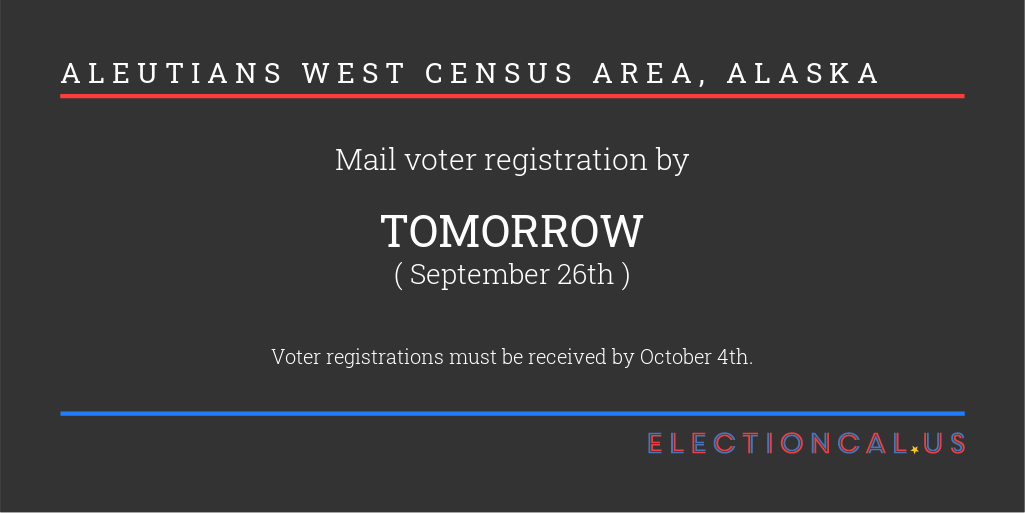 ALEUTIANS WEST CENSUS AREA, ALASKA
Mail voter registration by
TOMORROW
( September 26th )
Voter registrations must be received by October 4th.
ELECTIONCAL.US